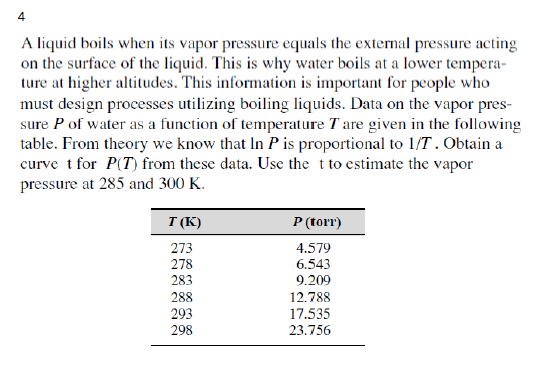 4
A liquid boils when its vapor pressure equals the external pressure acting
on the surface of the liquid. This is why water boils at a lower tempera-
ture at higher altitudes. This information is important for people who
must design processes utilizing boiling liquids. Data on the vapor pres-
sure P of water as a function of temperature T are given in the following
table. From theory we know that ln P is proportional to 1/T. Obtain a
curve t for P(T) from these data. Use the t to estimate the vapor
pressure at 285 and 300 K.
T (K) P (torr)
273 4.579
278 6.543
283 9.209
288 12.788
293 17.535
298 23.756